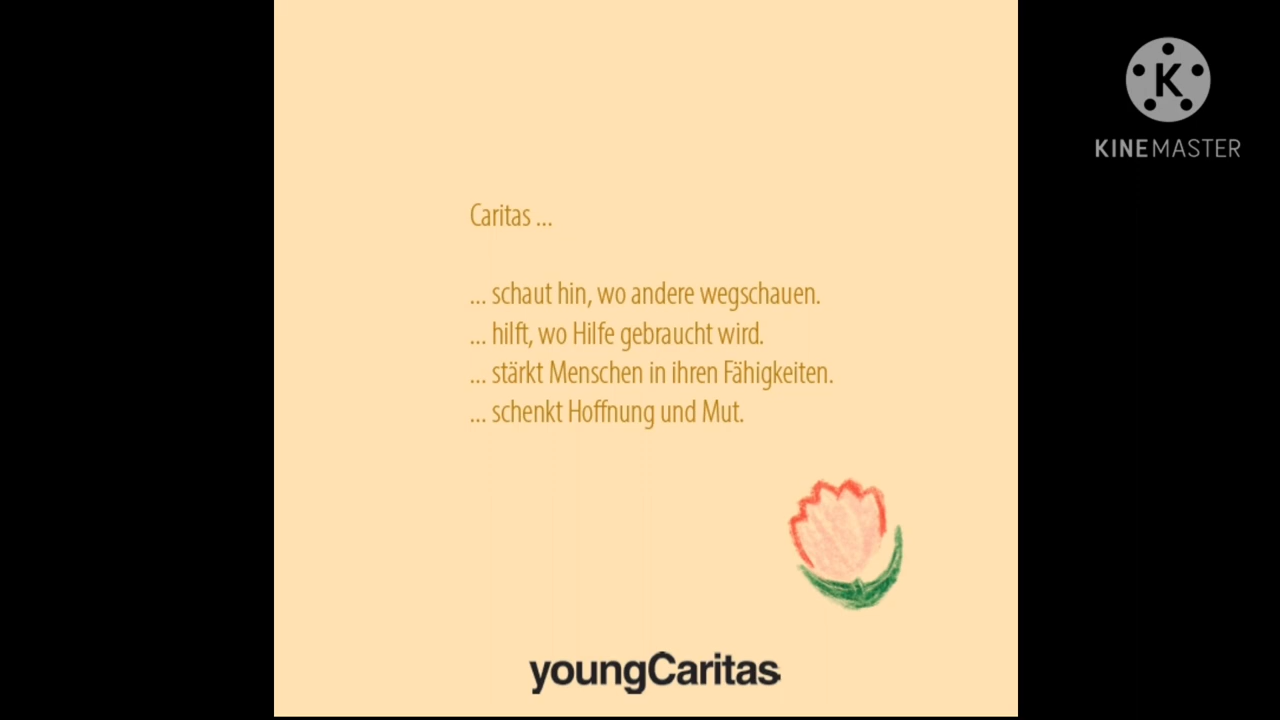 K
KINEMASTER
Caritas ...
... schaut hin, wo andere wegschauen.
... hilft, wo Hilfe gebraucht wird.
... stärkt Menschen in ihren Fähigkeiten.
... schenkt Hoffnung und Mut.
youngCaritas